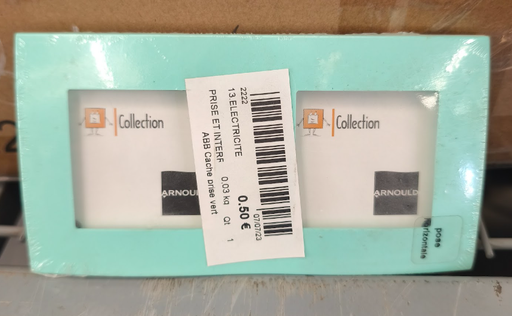 Collection
ARNOULD
2222
13.ELECTRICITE
PRISE ET INTERF
0.03 kg Qt 1
ABB Cache prise vert
0.50 €
07/07/23
Collection
ARNOULD
pose
horizontale